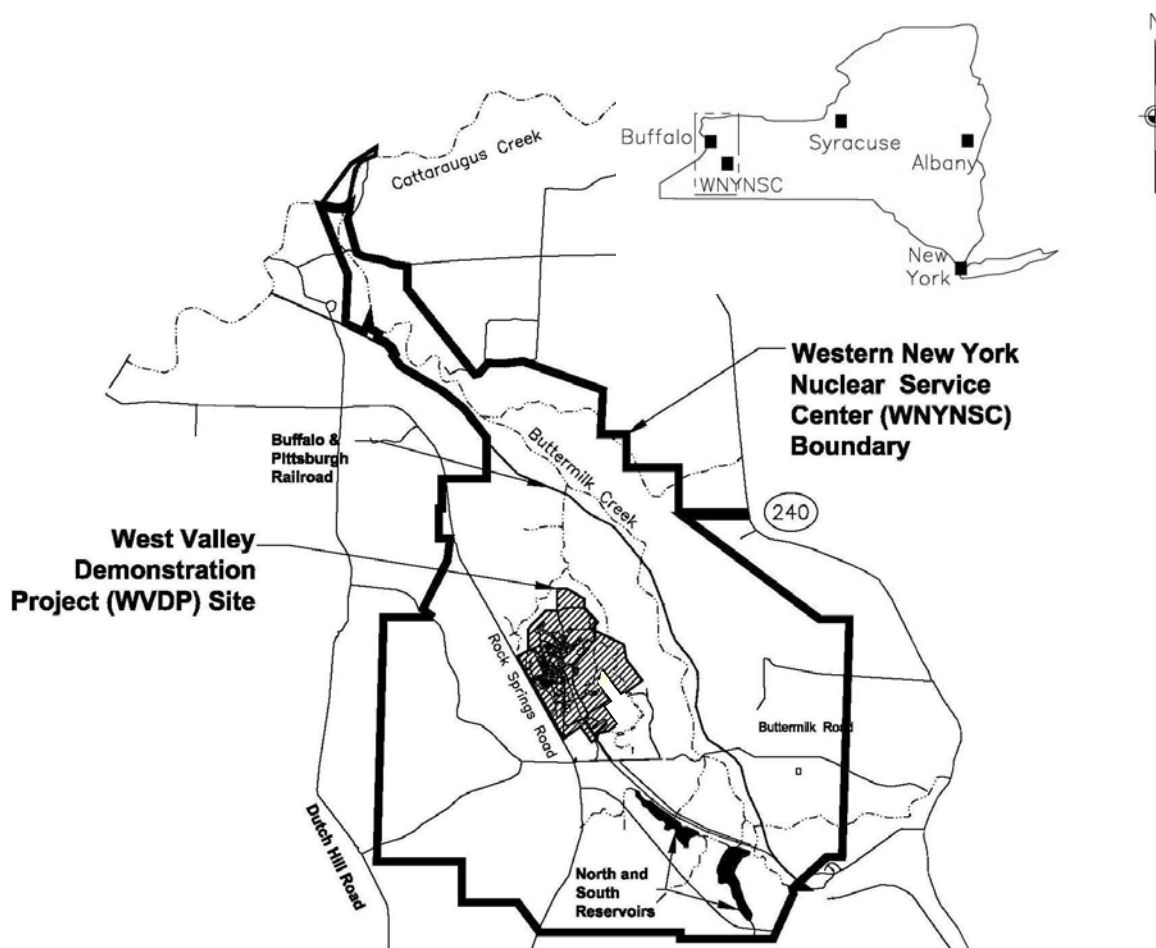 N
Cattaraugus Creek
Buffalo
Syracuse
Albany
WNYNSC
New
York
Western New York
Nuclear Service
Center (WNYNSC)
Boundary
Buffalo &
Pittsburgh
Railroad
Buttermilk Creek
240
West Valley
Demonstration
Project (WVDP) Site
Rock Springs Road
Buttermilk Road
Dutch Hill Road
North and
South
Reservoirs